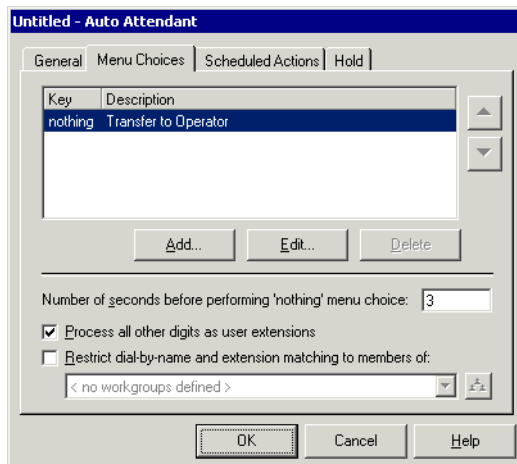 Untitled - Auto Attendant
General Menu Choices Scheduled Actions Hold
Key Description
nothing Transfer to Operator
Add... Edit... Delete
Number of seconds before performing 'nothing' menu choice: 3
Process all other digits as user extensions
Restrict dial-by-name and extension matching to members of:
< no workgroups defined >
OK Cancel Help